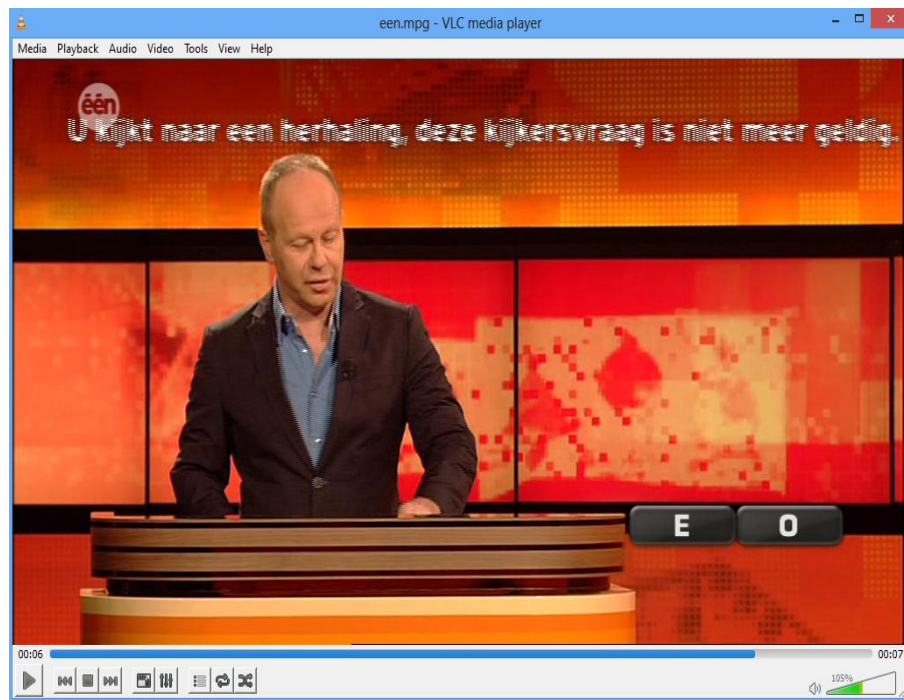 een.mpg - VLC media player
Media Playback Audio Video Tools View Help
één
U kijkt naar een herhaling, deze kijkersvraag is niet meer geldig.
E O
00:06 00:07
105%